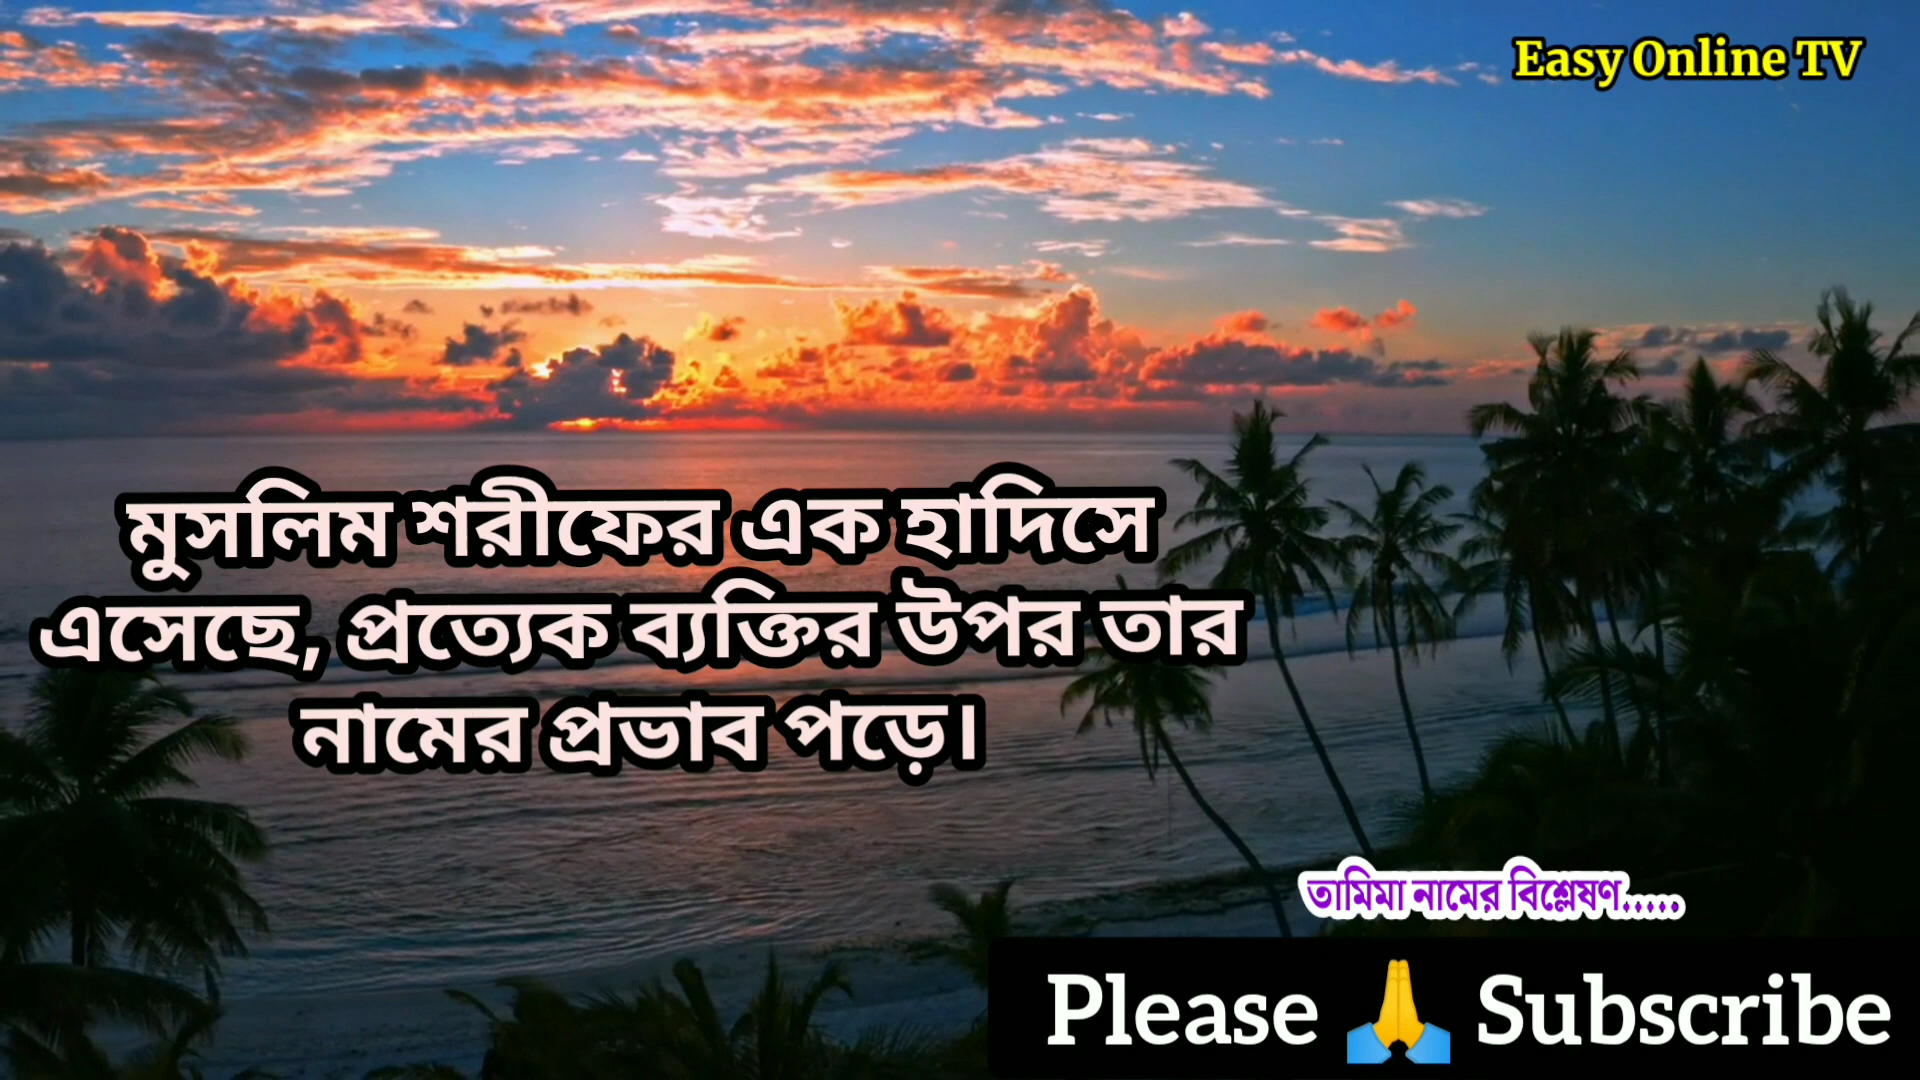 Easy Online TV
মুসলিম শরীফের এক হাদিসে
এসেছে, প্রত্যেক ব্যক্তির উপর তার
নামের প্রভাব পড়ে।
তামিমা নামের বিশ্লেষণ.....
Please 🙏 Subscribe